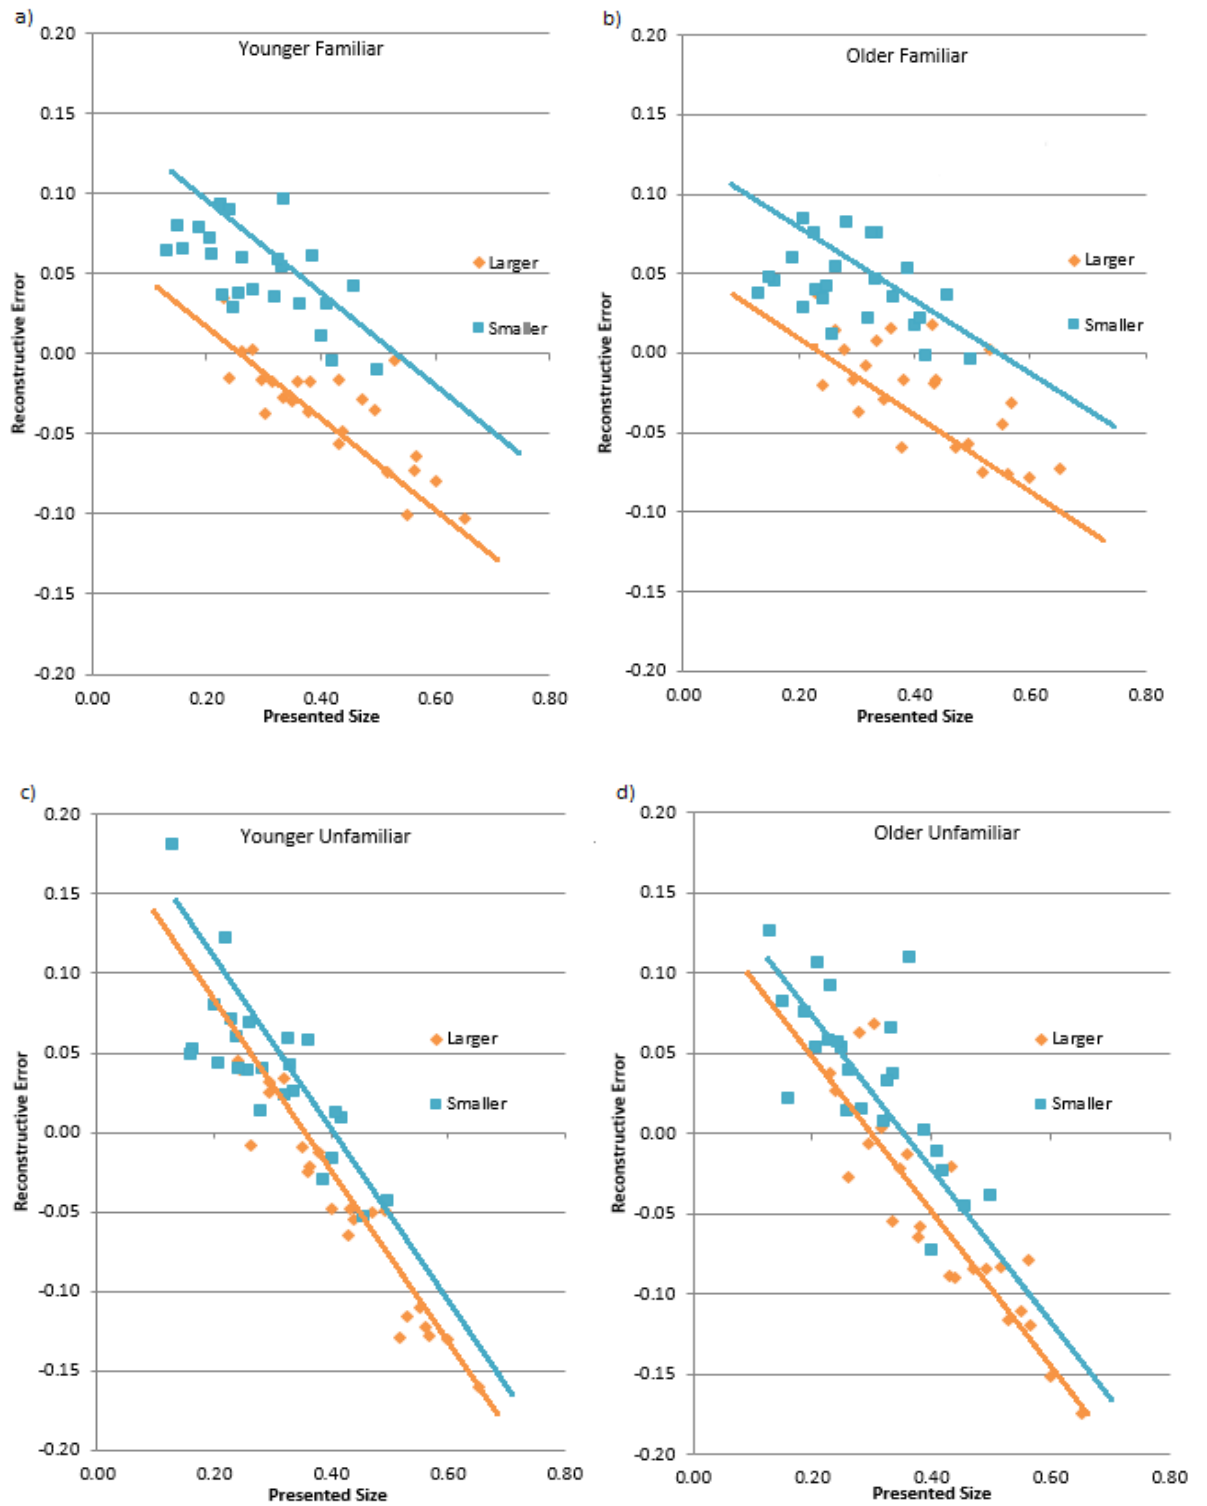 a)
Younger Familiar
0.20
0.15
0.10
0.05
0.00
-0.05
-0.10
-0.15
-0.20
0.00 0.20 0.40 0.60 0.80
Presented Size
Reconstructive Error
Larger
Smaller
b)
Older Familiar
0.20
0.15
0.10
0.05
0.00
-0.05
-0.10
-0.15
-0.20
0.00 0.20 0.40 0.60 0.80
Presented Size
Reconstructive Error
Larger
Smaller
c)
Younger Unfamiliar
0.20
0.15
0.10
0.05
0.00
-0.05
-0.10
-0.15
-0.20
0.00 0.20 0.40 0.60 0.80
Presented Size
Reconstructive Error
Larger
Smaller
d)
Older Unfamiliar
0.20
0.15
0.10
0.05
0.00
-0.05
-0.10
-0.15
-0.20
0.00 0.20 0.40 0.60 0.80
Presented Size
Reconstructive Error
Larger
Smaller